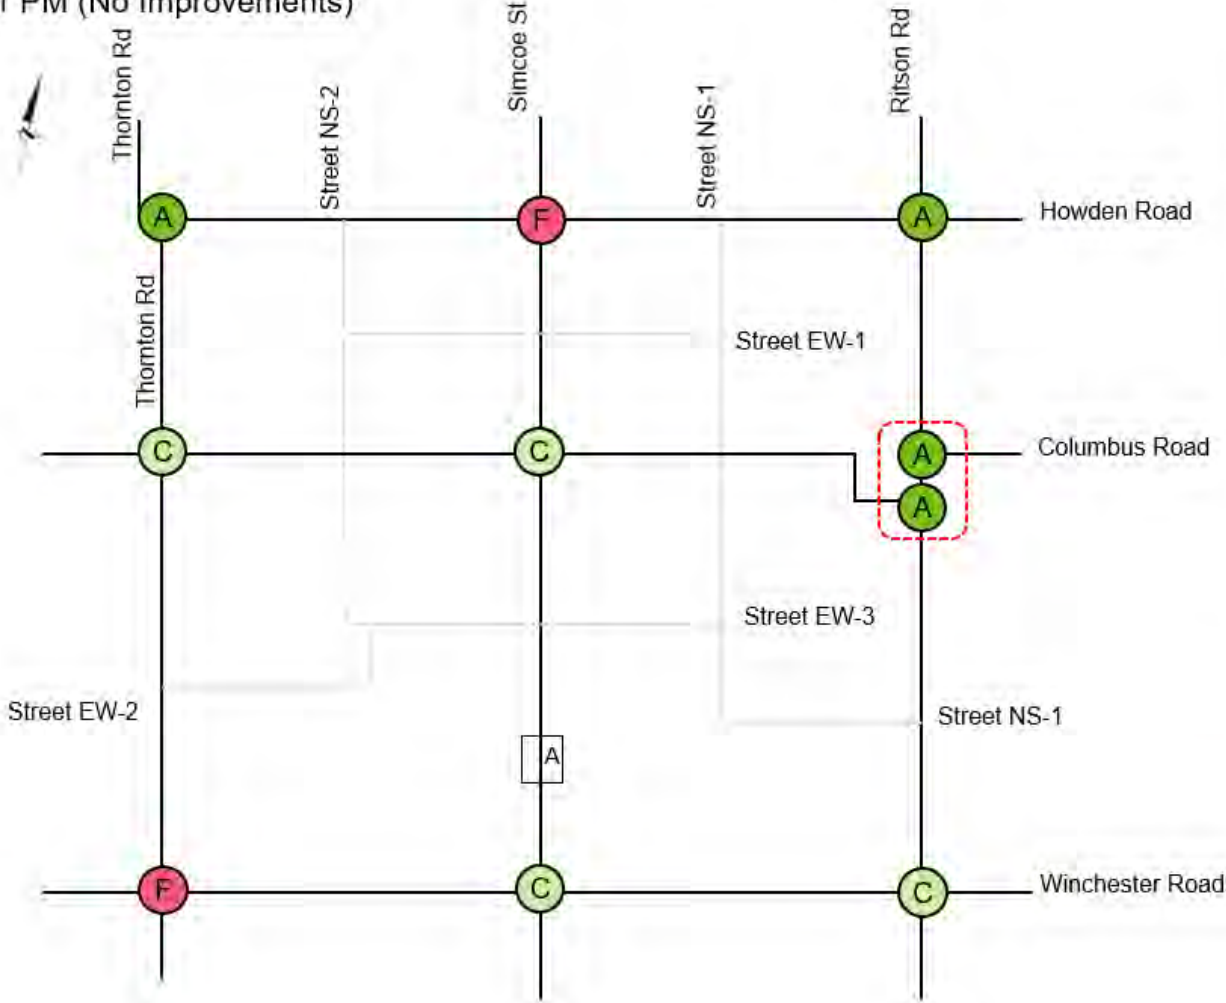 PM (No Improvements)
Thornton Rd
Street NS-2
Simcoe St
Street NS-1
Ritson Rd
A
F
A
Howden Road
Thornton Rd
Street EW-1
C
C
A
Columbus Road
A
Street EW-3
Street EW-2
Street NS-1
A
F
C
C
Winchester Road